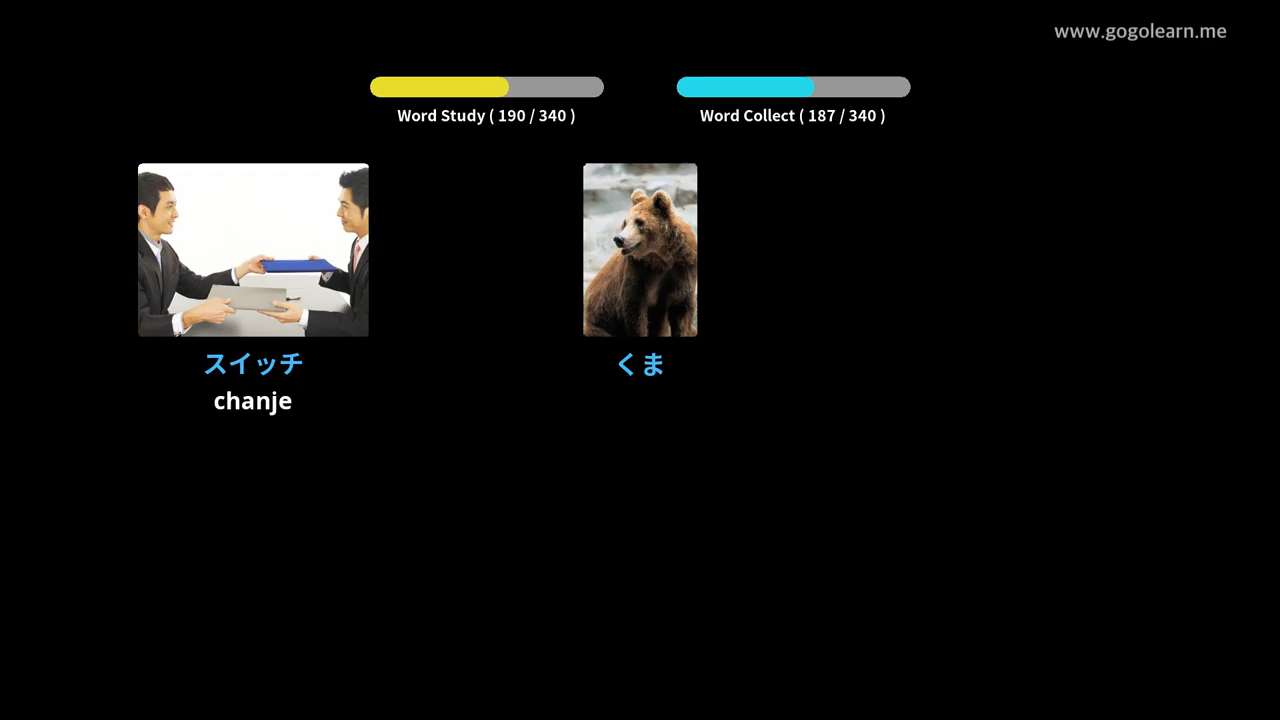 www.gogolearn.me
Word Study ( 190 / 340 )
Word Collect ( 187 / 340 )
スイッチ
chanje
くま